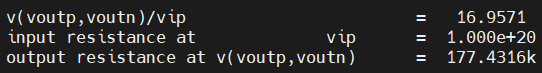 v(voutp,voutn)/vip = 16.9571
input resistance at vip = 1.000e+20
output resistance at v(voutp,voutn) = 177.4316k